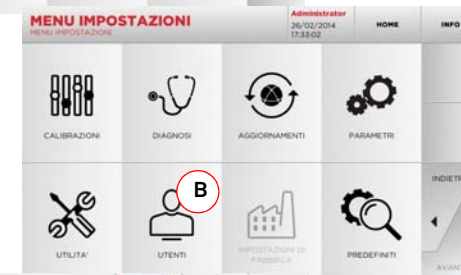 MENU IMPOSTAZIONI
MENU IMPOSTAZIONI
Administrator
26/02/2014
17:33:02
HOME
INFO
CALIBRAZIONI
DIAGNOSI
AGGIORNAMENTI
PARAMETRI
B
UTILITA'
UTENTI
IMPOSTAZIONI DI
FABBRICA
PREDEFINITI
INDIETR
AVANT